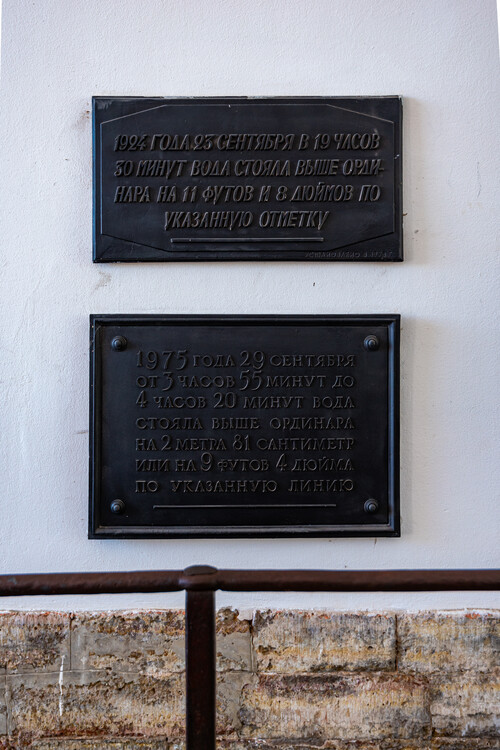 1924 ГОДА 23 СЕНТЯБРЯ В 19 ЧАСОВ
30 МИНУТ ВОДА СТОЯЛА ВЫШЕ ОРДИ-
НАРА НА 11 ФУТОВ И 8 ДЮЙМОВ ПО
УКАЗАННУЮ ОТМЕТКУ
1975 ГОДА 29 СЕНТЯБРЯ
ОТ 3 ЧАСОВ 55 МИНУТ ДО
4 ЧАСОВ 20 МИНУТ ВОДА
СТОЯЛА ВЫШЕ ОРДИНАРА
НА 2 МЕТРА 81 САНТИМЕТР
ИЛИ НА 9 ФУТОВ 4 ДЮЙМА
ПО УКАЗАННУЮ ЛИНИЮ